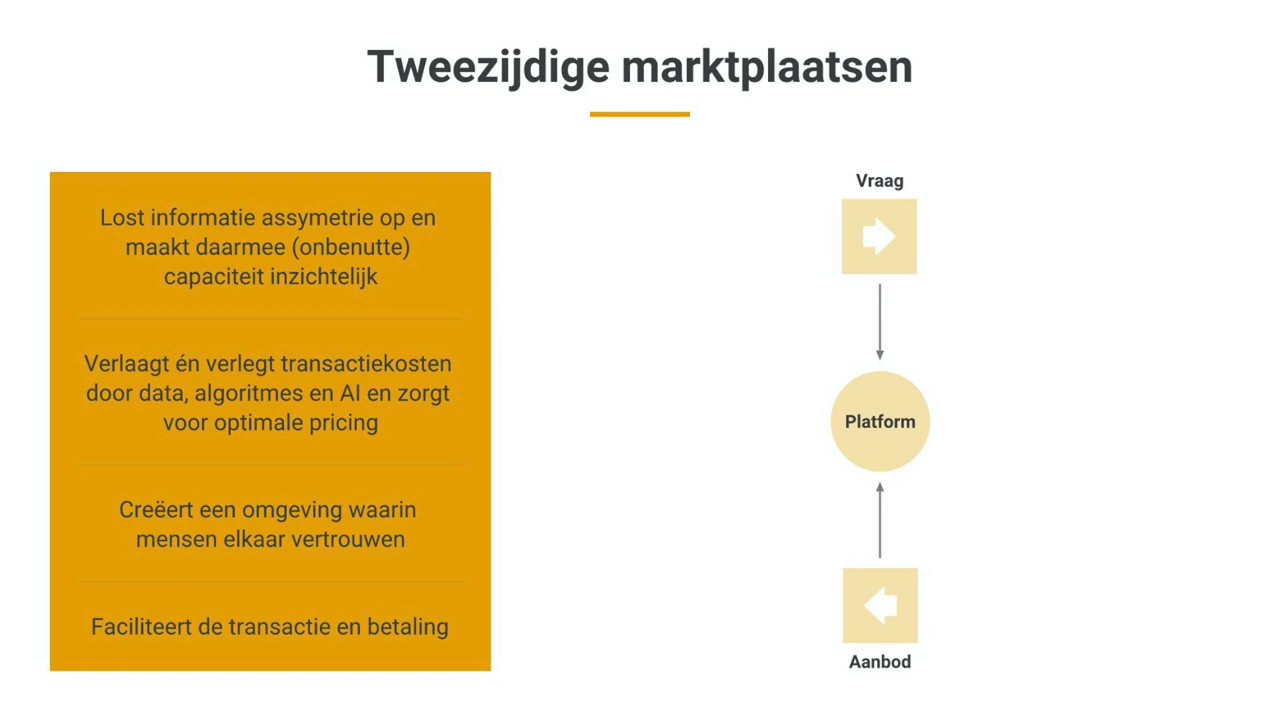 Tweezijdige marktplaatsen
Lost informatie assymetrie op en
maakt daarmee (onbenutte)
capaciteit inzichtelijk
Verlaagt én verlegt transactiekosten
door data, algoritmes en AI en zorgt
voor optimale pricing
Creëert een omgeving waarin
mensen elkaar vertrouwen
Faciliteert de transactie en betaling
Vraag
Platform
Aanbod